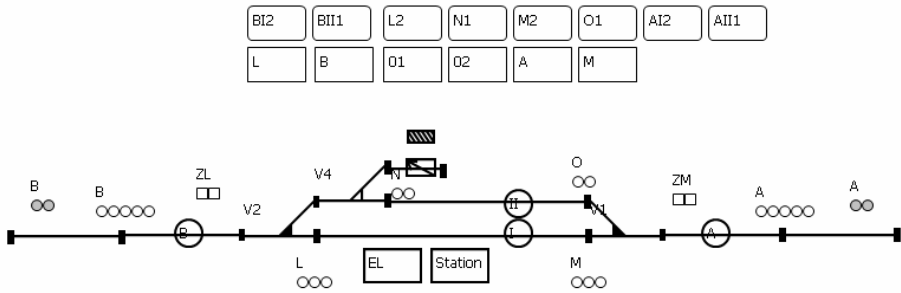 BI2 BII1 L2 N1 M2 O1 AI2 AII1
L B 01 02 A M
B B ZL V4 N O ZM A A
V2 II V1
B I A
L EL Station M